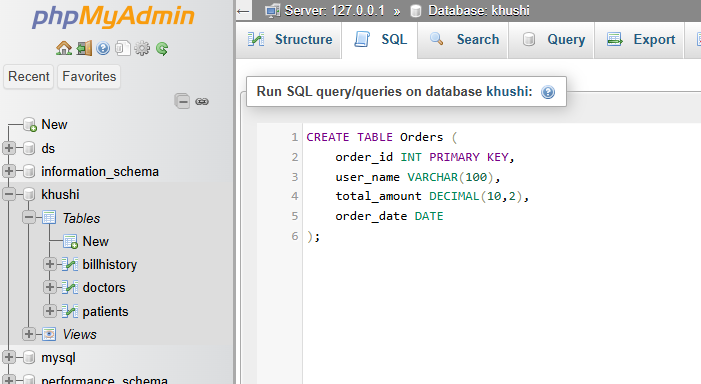 phpMyAdmin
Recent
Favorites
New
ds
information_schema
khushi
Tables
New
billhistory
doctors
patients
Views
mysql
performance_schema
Server: 127.0.0.1 » Database: khushi
Structure
SQL
Search
Query
Export
Run SQL query/queries on database khushi:
1 CREATE TABLE Orders (
2 order_id INT PRIMARY KEY,
3 user_name VARCHAR(100),
4 total_amount DECIMAL(10,2),
5 order_date DATE
6 );